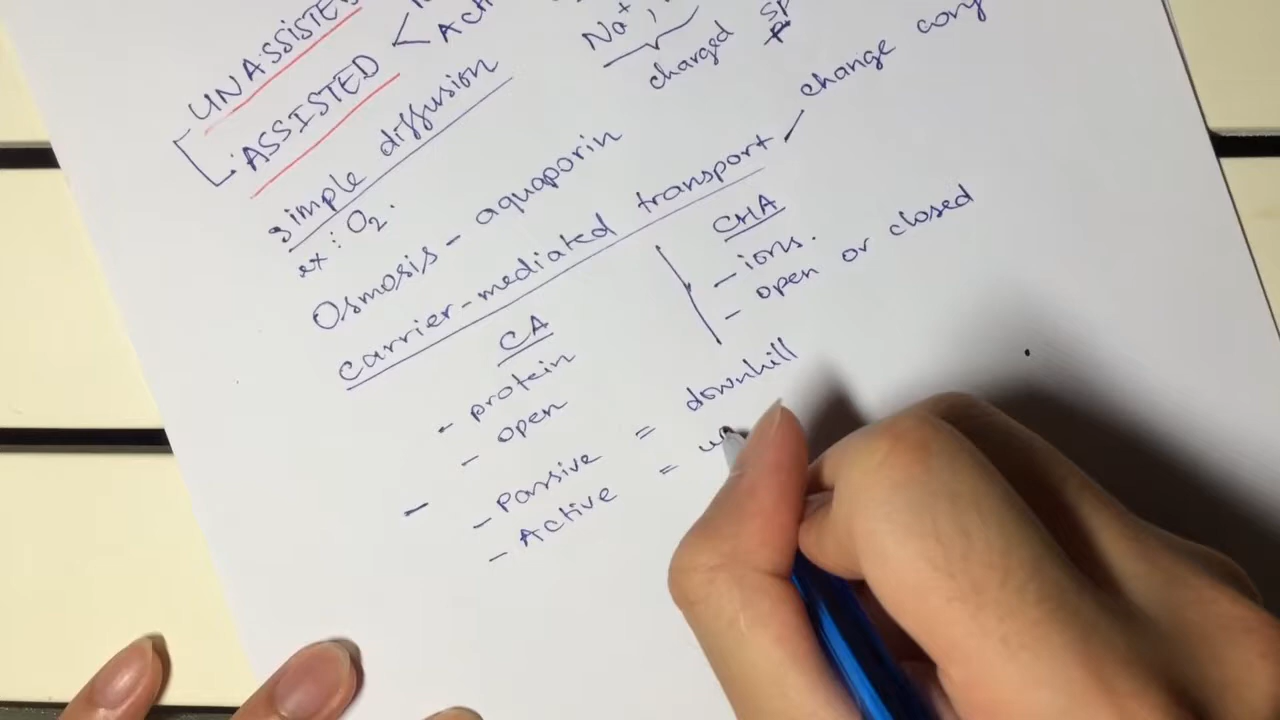 UNASSISTED
ASSISTED < ACT
Na+,
charged
simple diffusion
ex: O2.
Osmosis - aquaporin
carrier-mediated transport
change conf
CA
- protein
- open
CHA
- ions.
- open or closed
- Passive = downhill
- Active =